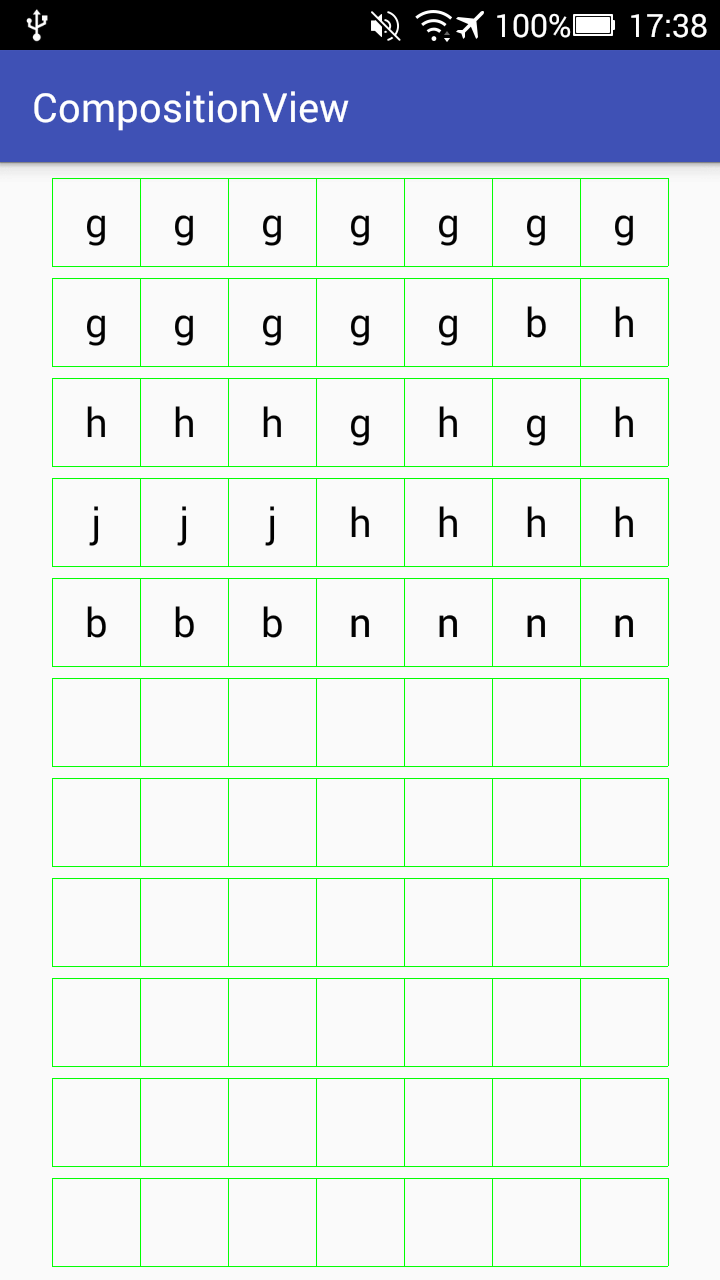 100% 17:38
CompositionView
g g g g g g g
g g g g g b h
h h h g h g h
j j j h h h h
b b b n n n n